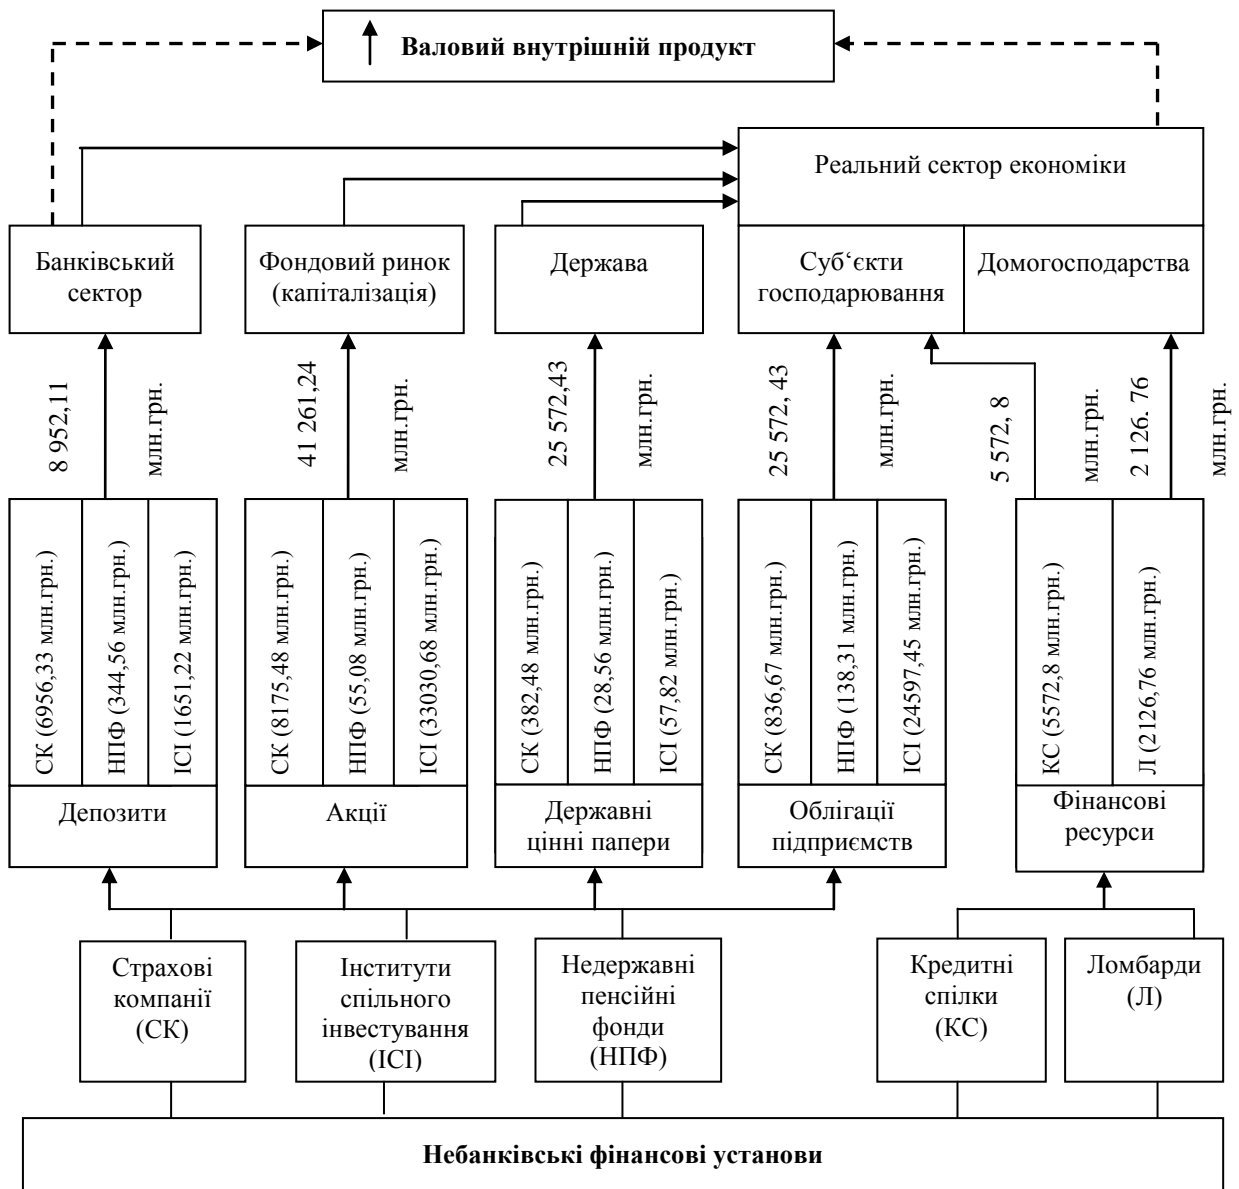 Валовий внутрішній продукт
Реальний сектор економіки
Банківський
сектор
Фондовий ринок
(капіталізація)
Держава
Суб‘єкти
господарювання
Домогосподарства
8 952,11
млн.грн.
41 261,24
млн.грн.
25 572,43
млн.грн.
25 572, 43
млн.грн.
5 572, 8
млн.грн.
2 126. 76
млн.грн.
СК (6956,33 млн.грн.)
НПФ (344,56 млн.грн.)
ІСІ (1651,22 млн.грн.)
СК (8175,48 млн.грн.)
НПФ (55,08 млн.грн.)
ІСІ (33030,68 млн.грн.)
СК (382,48 млн.грн.)
НПФ (28,56 млн.грн.)
ІСІ (57,82 млн.грн.)
СК (836,67 млн.грн.)
НПФ (138,31 млн.грн.)
ІСІ (24597,45 млн.грн.)
КС (5572,8 млн.грн.)
Л (2126,76 млн.грн.)
Депозити
Акції
Державні
цінні папери
Облігації
підприємств
Фінансові
ресурси
Страхові
компанії
(СК)
Інститути
спільного
інвестування
(ІСІ)
Недержавні
пенсійні
фонди
(НПФ)
Кредитні
спілки
(КС)
Ломбарди
(Л)
Небанківські фінансові установи